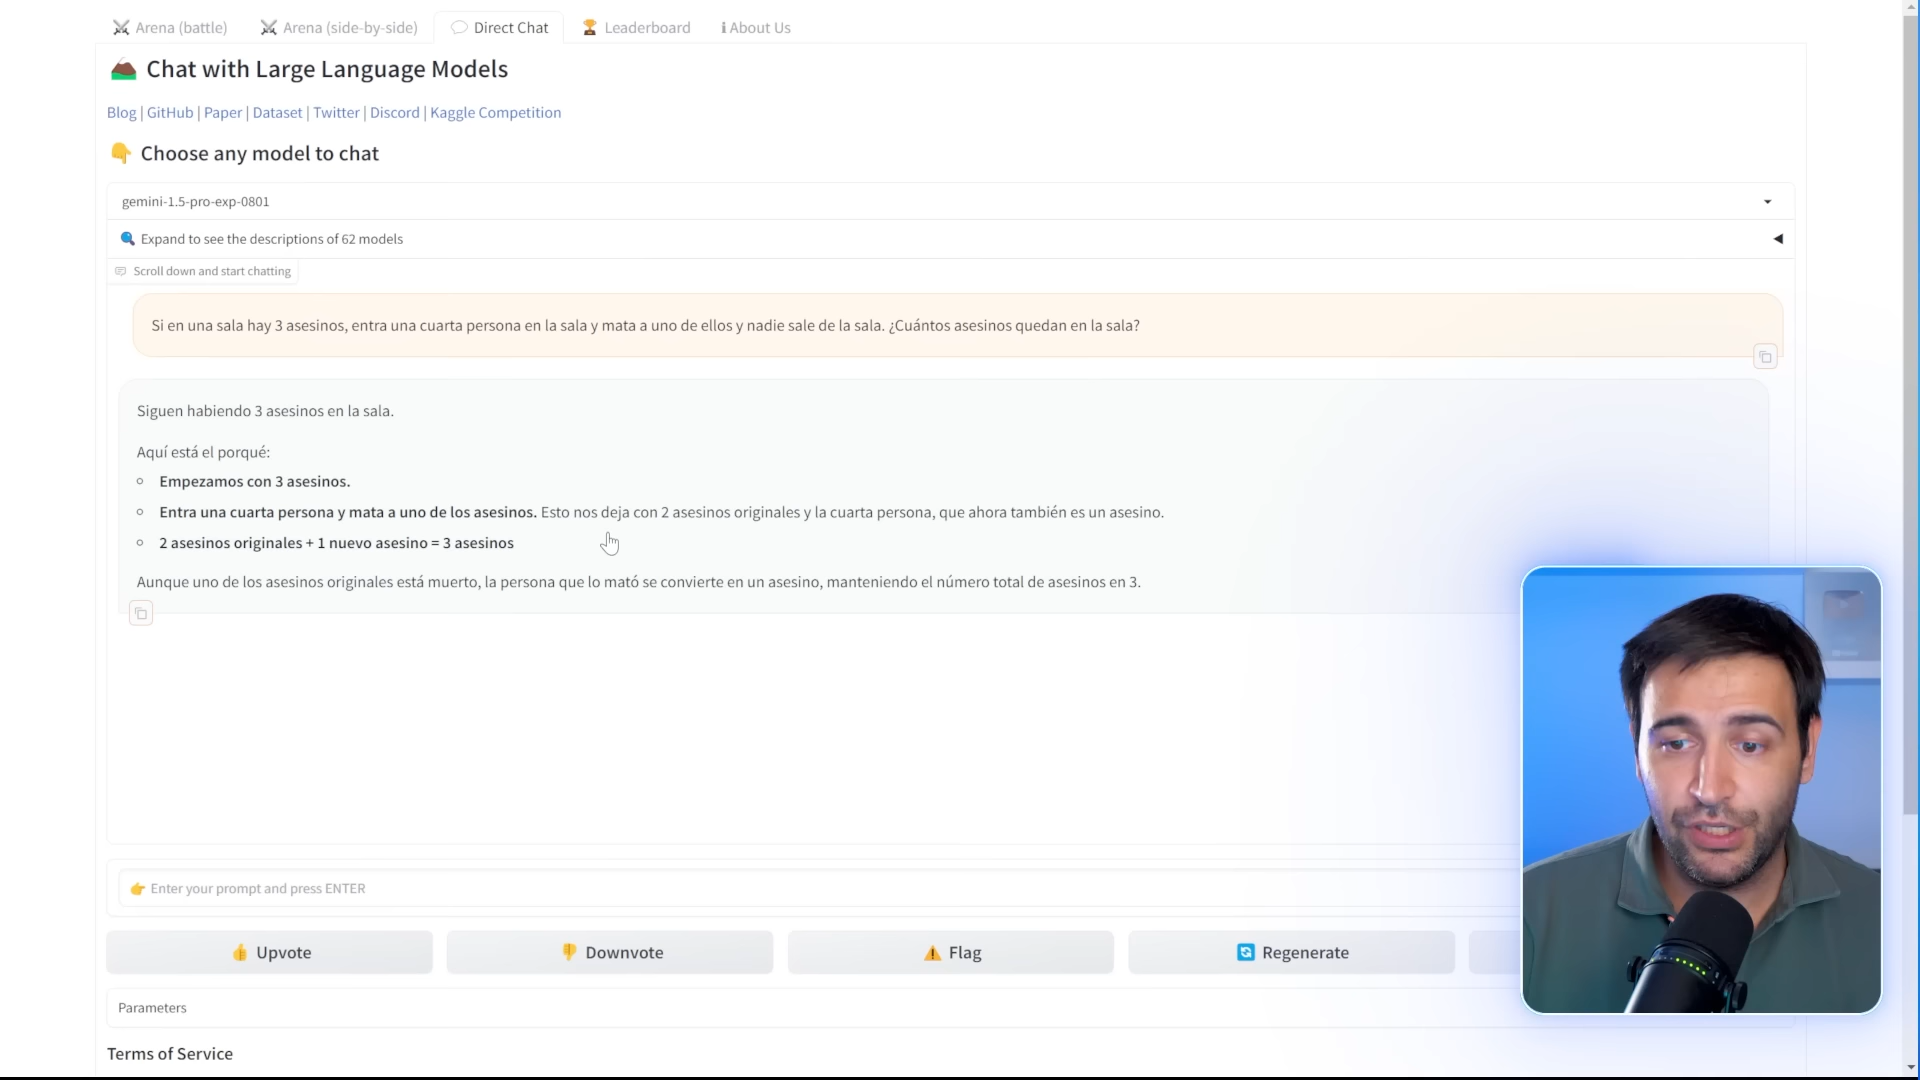 Arena (battle)
Arena (side-by-side)
Direct Chat
Leaderboard
About Us
Chat with Large Language Models
Blog | GitHub | Paper | Dataset | Twitter | Discord | Kaggle Competition
Choose any model to chat
gemini-1.5-pro-exp-0801
Expand to see the descriptions of 62 models
Scroll down and start chatting
Si en una sala hay 3 asesinos, entra una cuarta persona en la sala y mata a uno de ellos y nadie sale de la sala. ¿Cuántos asesinos quedan en la sala?
Siguen habiendo 3 asesinos en la sala.
Aquí está el porqué:
Empezamos con 3 asesinos.
Entra una cuarta persona y mata a uno de los asesinos. Esto nos deja con 2 asesinos originales y la cuarta persona, que ahora también es un asesino.
2 asesinos originales + 1 nuevo asesino = 3 asesinos
Aunque uno de los asesinos originales está muerto, la persona que lo mató se convierte en un asesino, manteniendo el número total de asesinos en 3.
Enter your prompt and press ENTER
Upvote
Downvote
Flag
Regenerate
Parameters
Terms of Service